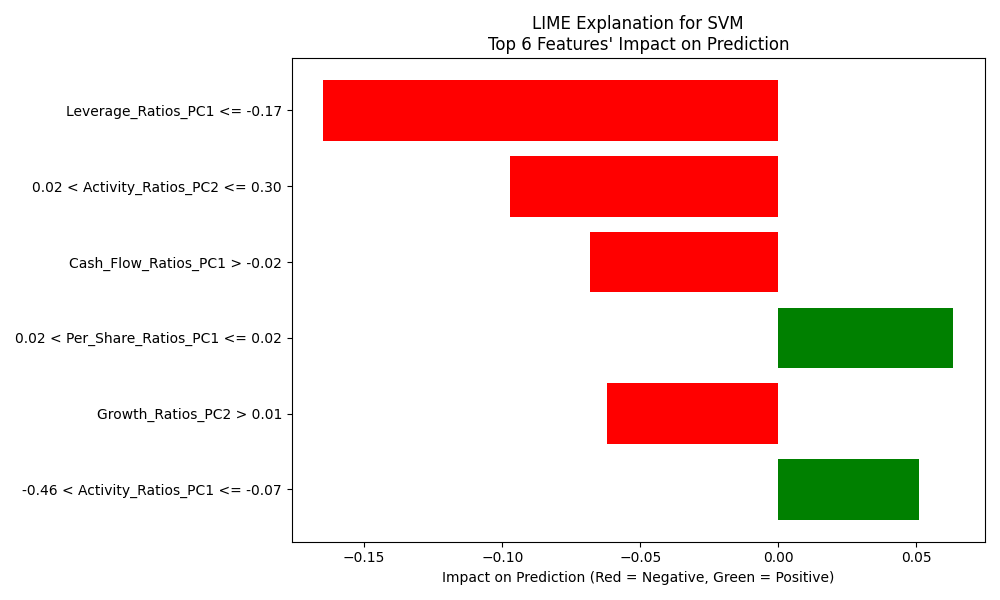 LIME Explanation for SVM
Top 6 Features' Impact on Prediction
Leverage_Ratios_PC1 <= -0.17
0.02 < Activity_Ratios_PC2 <= 0.30
Cash_Flow_Ratios_PC1 > -0.02
0.02 < Per_Share_Ratios_PC1 <= 0.02
Growth_Ratios_PC2 > 0.01
-0.46 < Activity_Ratios_PC1 <= -0.07
−0.15 −0.10 −0.05 0.00 0.05
Impact on Prediction (Red = Negative, Green = Positive)